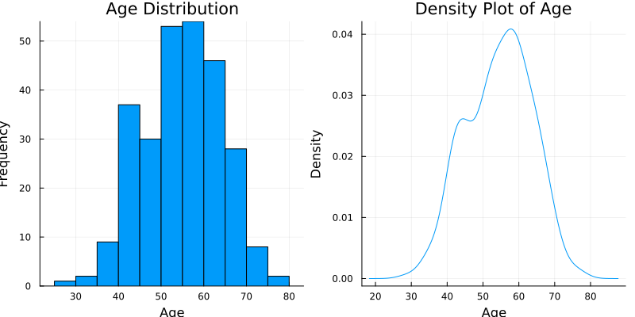 Age Distribution
Frequency
50
40
30
20
10
0
30 40 50 60 70 80
Age
Density Plot of Age
Density
0.04
0.03
0.02
0.01
0.00
20 30 40 50 60 70 80
Age